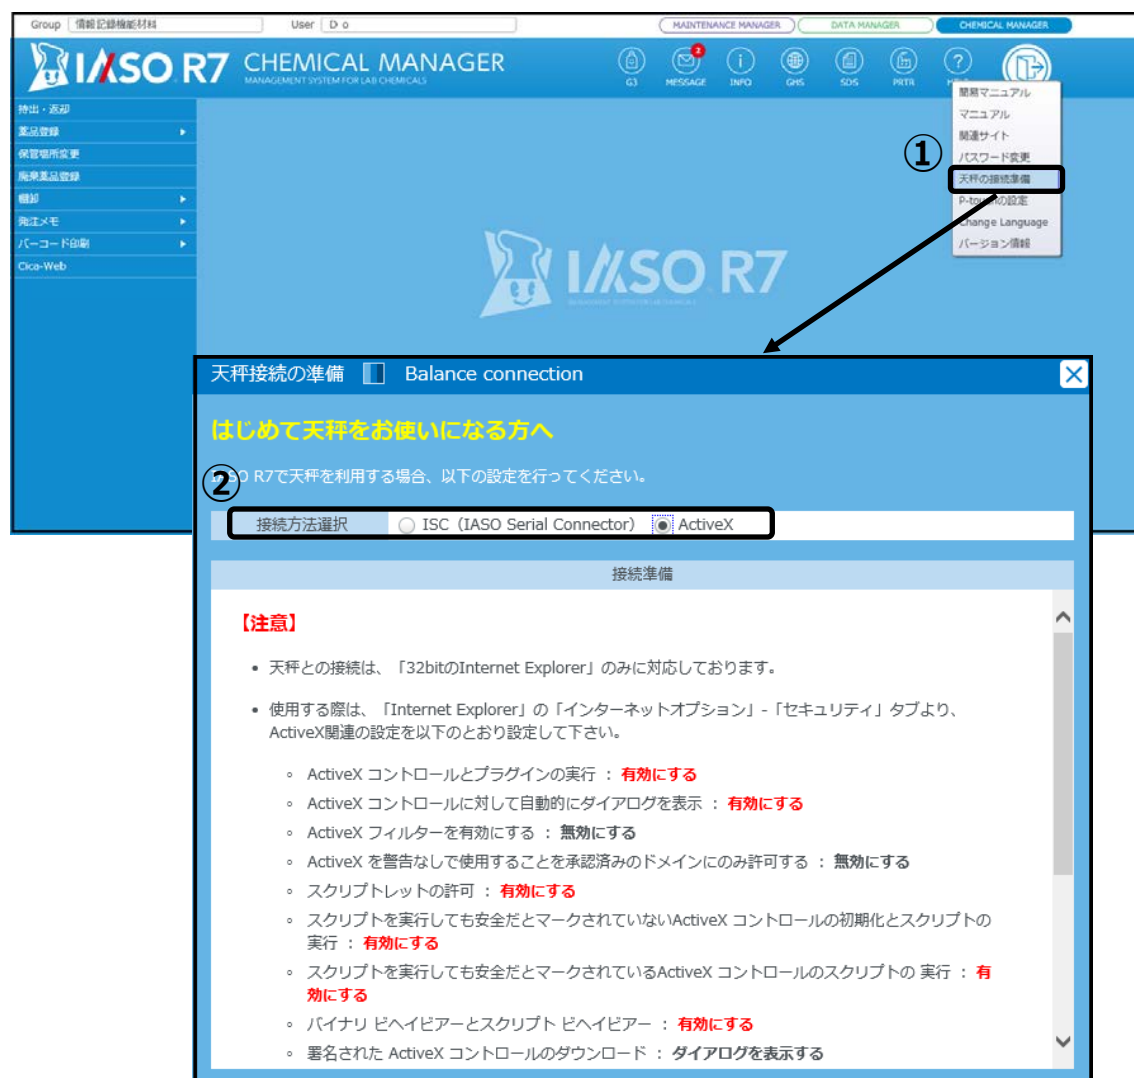 Group 情報記録機能材料 User D o MAINTENANCE MANAGER DATA MANAGER CHEMICAL MANAGER
IASO R7 CHEMICAL MANAGER
MANAGEMENT SYSTEM FOR LAB CHEMICALS
G3 MESSAGE 2 INFO GHS SDS PRTR
持出・返却
薬品登録
保管場所変更
廃棄薬品登録
棚卸
発注メモ
バーコード印刷
Cica-Web
簡易マニュアル
マニュアル
関連サイト
パスワード変更
① 天秤の接続準備
P-touchの設定
Change Language
バージョン情報
IASO R7
天秤接続の準備 Balance connection
はじめて天秤をお使いになる方へ
IASO R7で天秤を利用する場合、以下の設定を行ってください。
②
接続方法選択 ISC（IASO Serial Connector） ActiveX
接続準備
【注意】
• 天秤との接続は、「32bitのInternet Explorer」のみに対応しております。
• 使用する際は、「Internet Explorer」の「インターネットオプション」-「セキュリティ」タブより、
ActiveX関連の設定を以下のとおり設定して下さい。
◦ ActiveX コントロールとプラグインの実行 ： 有効にする
◦ ActiveX コントロールに対して自動的にダイアログを表示 ： 有効にする
◦ ActiveX フィルターを有効にする ： 無効にする
◦ ActiveX を警告なしで使用することを承認済みのドメインにのみ許可する ： 無効にする
◦ スクリプトレットの許可 ： 有効にする
◦ スクリプトを実行しても安全だとマークされていないActiveX コントロールの初期化とスクリプトの
実行 ： 有効にする
◦ スクリプトを実行しても安全だとマークされているActiveX コントロールのスクリプトの 実行 ： 有
効にする
◦ バイナリ ビヘイビアーとスクリプト ビヘイビアー ： 有効にする
◦ 署名された ActiveX コントロールのダウンロード ： ダイアログを表示する